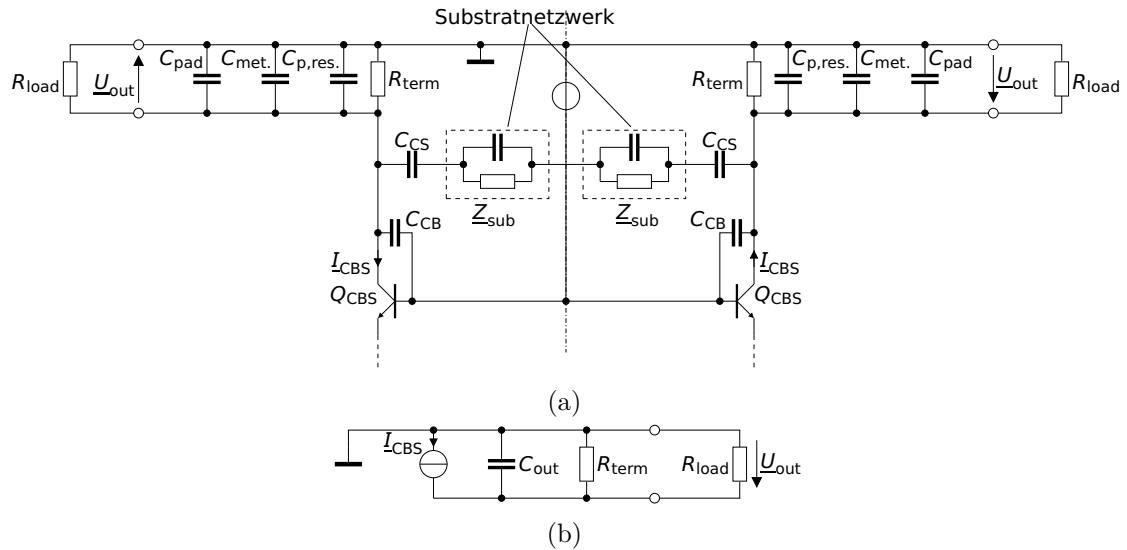 Substratnetzwerk
C_pad C_met. C_p,res. C_p,res. C_met. C_pad
R_load U_out R_term R_term U_out R_load
C_CS C_CS
Z_sub Z_sub
C_CB C_CB
I_CBS I_CBS
Q_CBS Q_CBS
(a)
I_CBS
C_out R_term R_load U_out
(b)